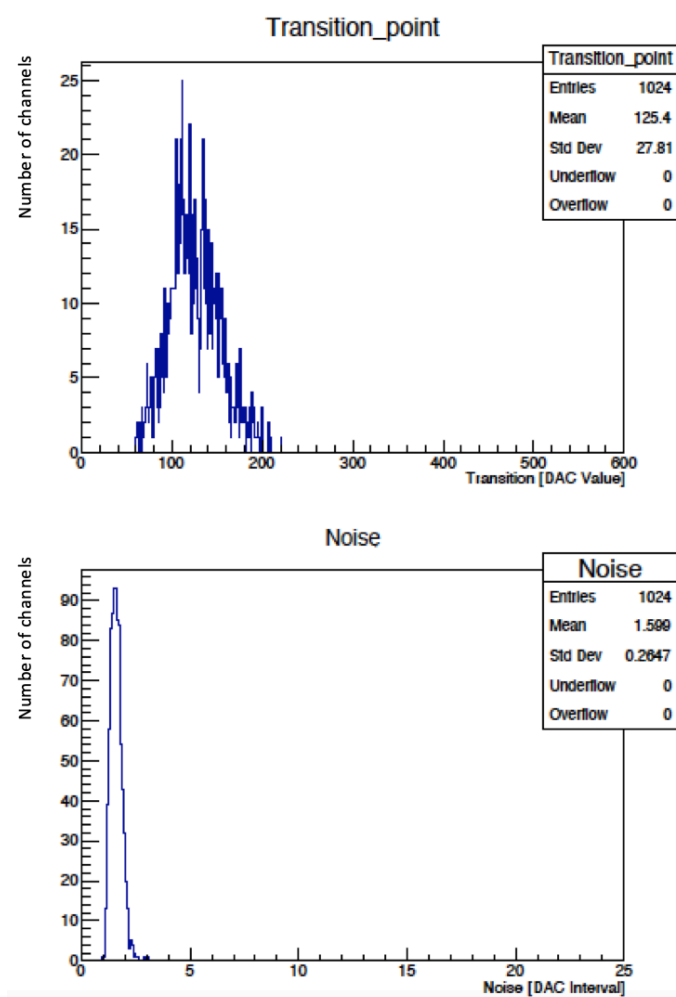 Transition_point
Number of channels
25
20
15
10
5
0
0 100 200 300 400 500 600
Transition [DAC Value]
Transition_point
Entries 1024
Mean 125.4
Std Dev 27.81
Underflow 0
Overflow 0
Noise
Number of channels
90
80
70
60
50
40
30
20
10
0
0 5 10 15 20 25
Noise [DAC Interval]
Noise
Entries 1024
Mean 1.599
Std Dev 0.2647
Underflow 0
Overflow 0